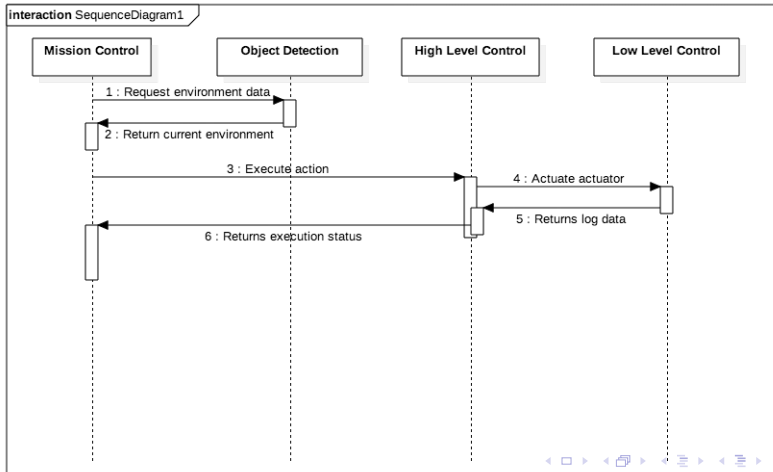 interaction SequenceDiagram1
Mission Control
Object Detection
High Level Control
Low Level Control
1 : Request environment data
2 : Return current environment
3 : Execute action
4 : Actuate actuator
5 : Returns log data
6 : Returns execution status